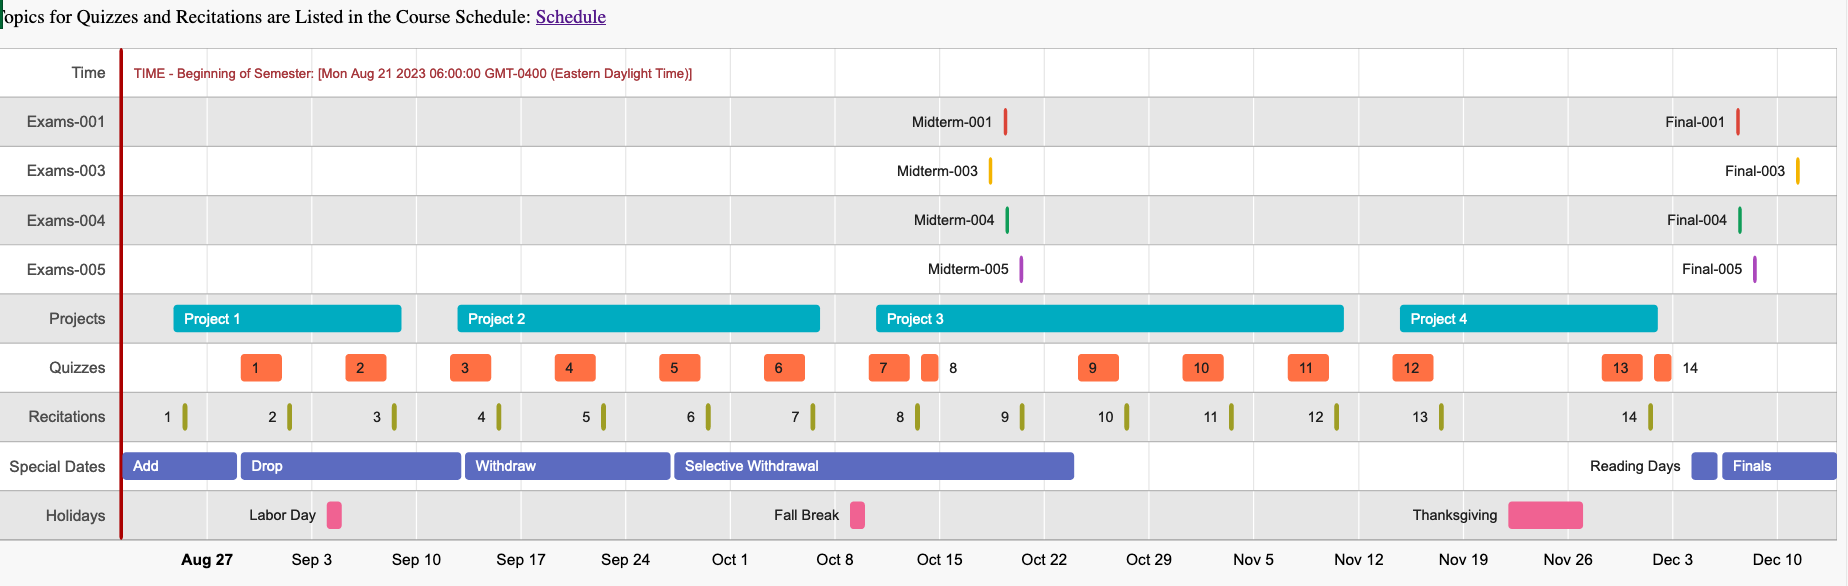 opics for Quizzes and Recitations are Listed in the Course Schedule: Schedule
Time TIME - Beginning of Semester: [Mon Aug 21 2023 06:00:00 GMT-0400 (Eastern Daylight Time)]
Exams-001 Midterm-001 Final-001
Exams-003 Midterm-003 Final-003
Exams-004 Midterm-004 Final-004
Exams-005 Midterm-005 Final-005
Projects Project 1 Project 2 Project 3 Project 4
Quizzes 1 2 3 4 5 6 7 8 9 10 11 12 13 14
Recitations 1 2 3 4 5 6 7 8 9 10 11 12 13 14
Special Dates Add Drop Withdraw Selective Withdrawal Reading Days Finals
Holidays Labor Day Fall Break Thanksgiving
Aug 27 Sep 3 Sep 10 Sep 17 Sep 24 Oct 1 Oct 8 Oct 15 Oct 22 Oct 29 Nov 5 Nov 12 Nov 19 Nov 26 Dec 3 Dec 10